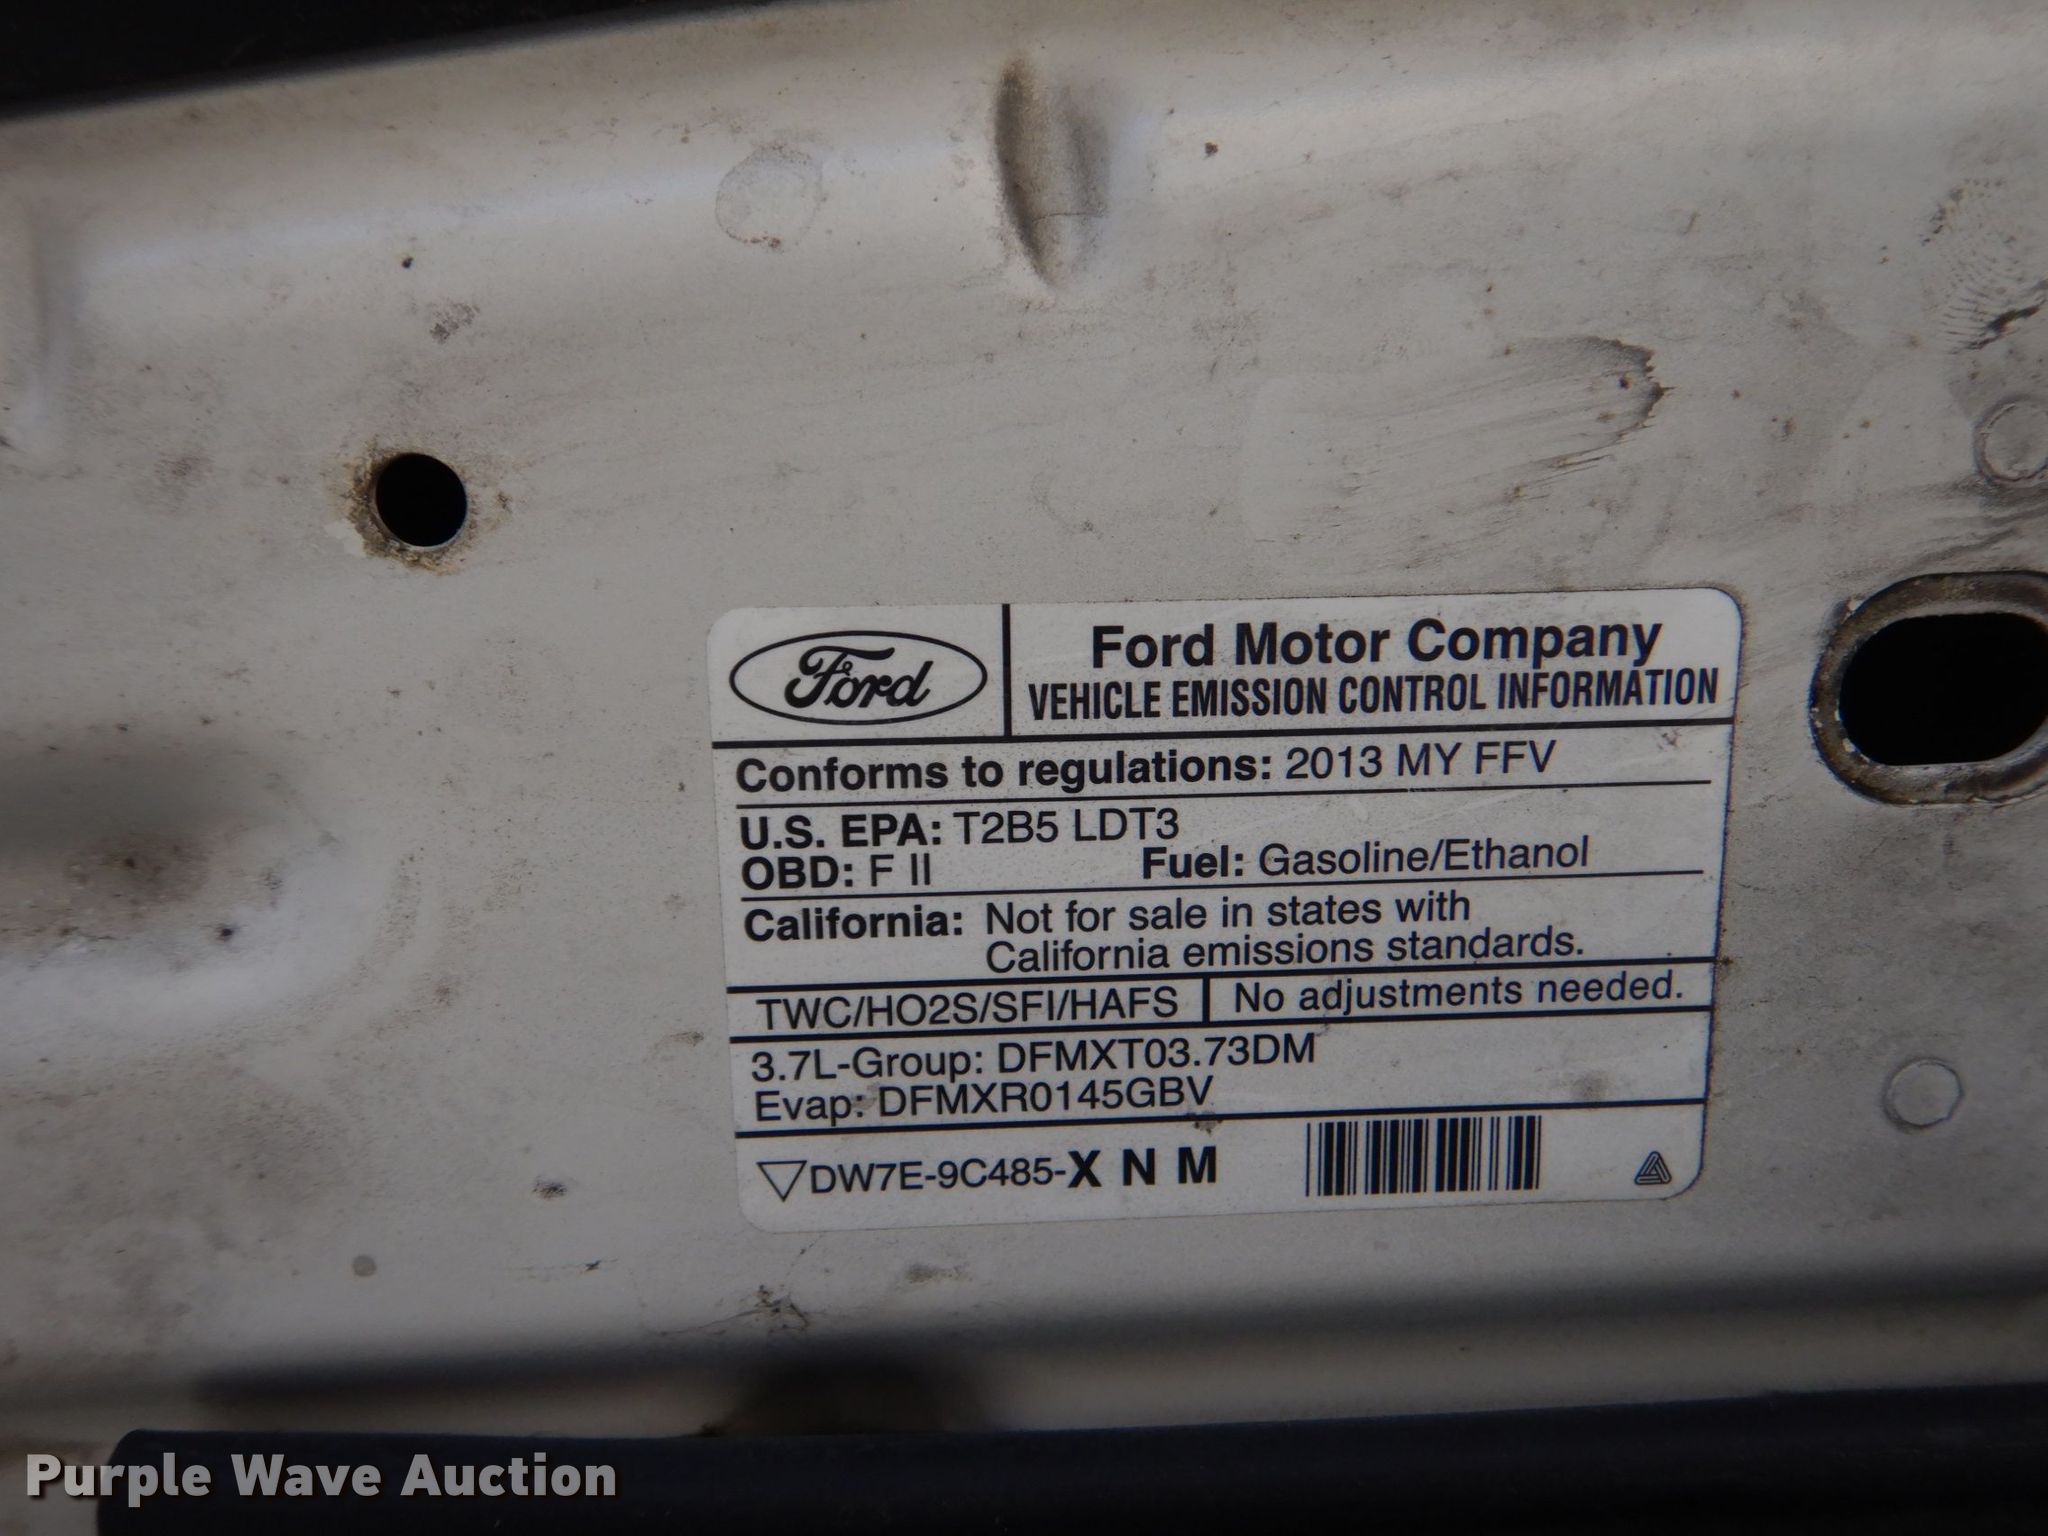 Ford
Ford Motor Company
VEHICLE EMISSION CONTROL INFORMATION
Conforms to regulations: 2013 MY FFV
U.S. EPA: T2B5 LDT3
OBD: F II Fuel: Gasoline/Ethanol
California: Not for sale in states with
California emissions standards.
TWC/HO2S/SFI/HAFS No adjustments needed.
3.7L-Group: DFMXT03.73DM
Evap: DFMXR0145GBV
DW7E-9C485-X N M
Purple Wave Auction